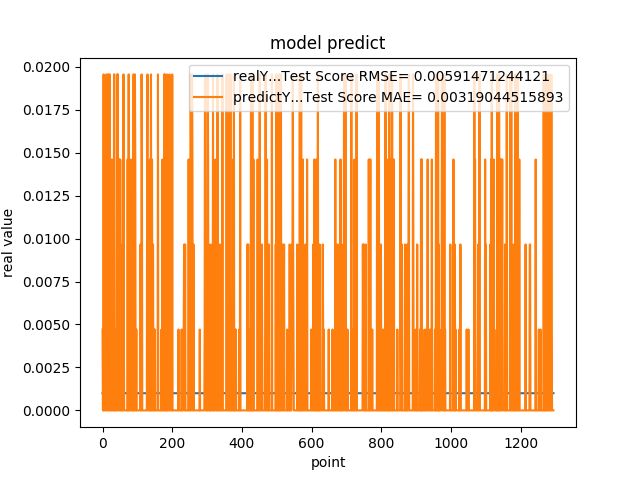 model predict
realY...Test Score RMSE= 0.00591471244121
predictY...Test Score MAE= 0.00319044515893
real value
0.0200
0.0175
0.0150
0.0125
0.0100
0.0075
0.0050
0.0025
0.0000
0 200 400 600 800 1000 1200
point